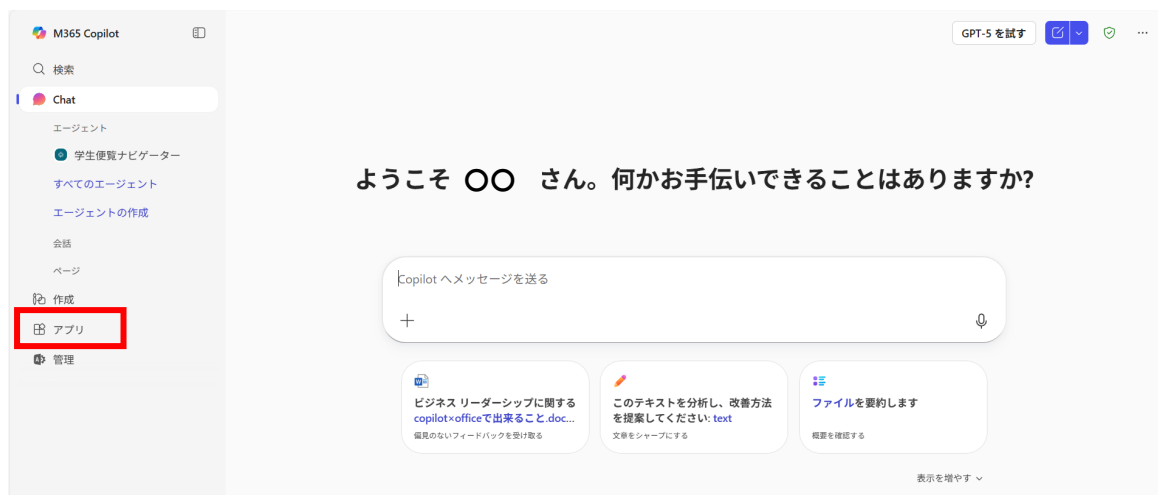 M365 Copilot
GPT-5 を試す
検索
Chat
エージェント
学生便覧ナビゲーター
すべてのエージェント
エージェントの作成
会話
ページ
作成
アプリ
管理
ようこそ 〇〇 さん。何かお手伝いできることはありますか?
Copilot へメッセージを送る
ビジネス リーダーシップに関する
copilot×officeで出来ること.doc...
偏見のないフィードバックを受け取る
このテキストを分析し、改善方法
を提案してください: text
文章をシャープにする
ファイルを要約します
概要を確認する
表示を増やす